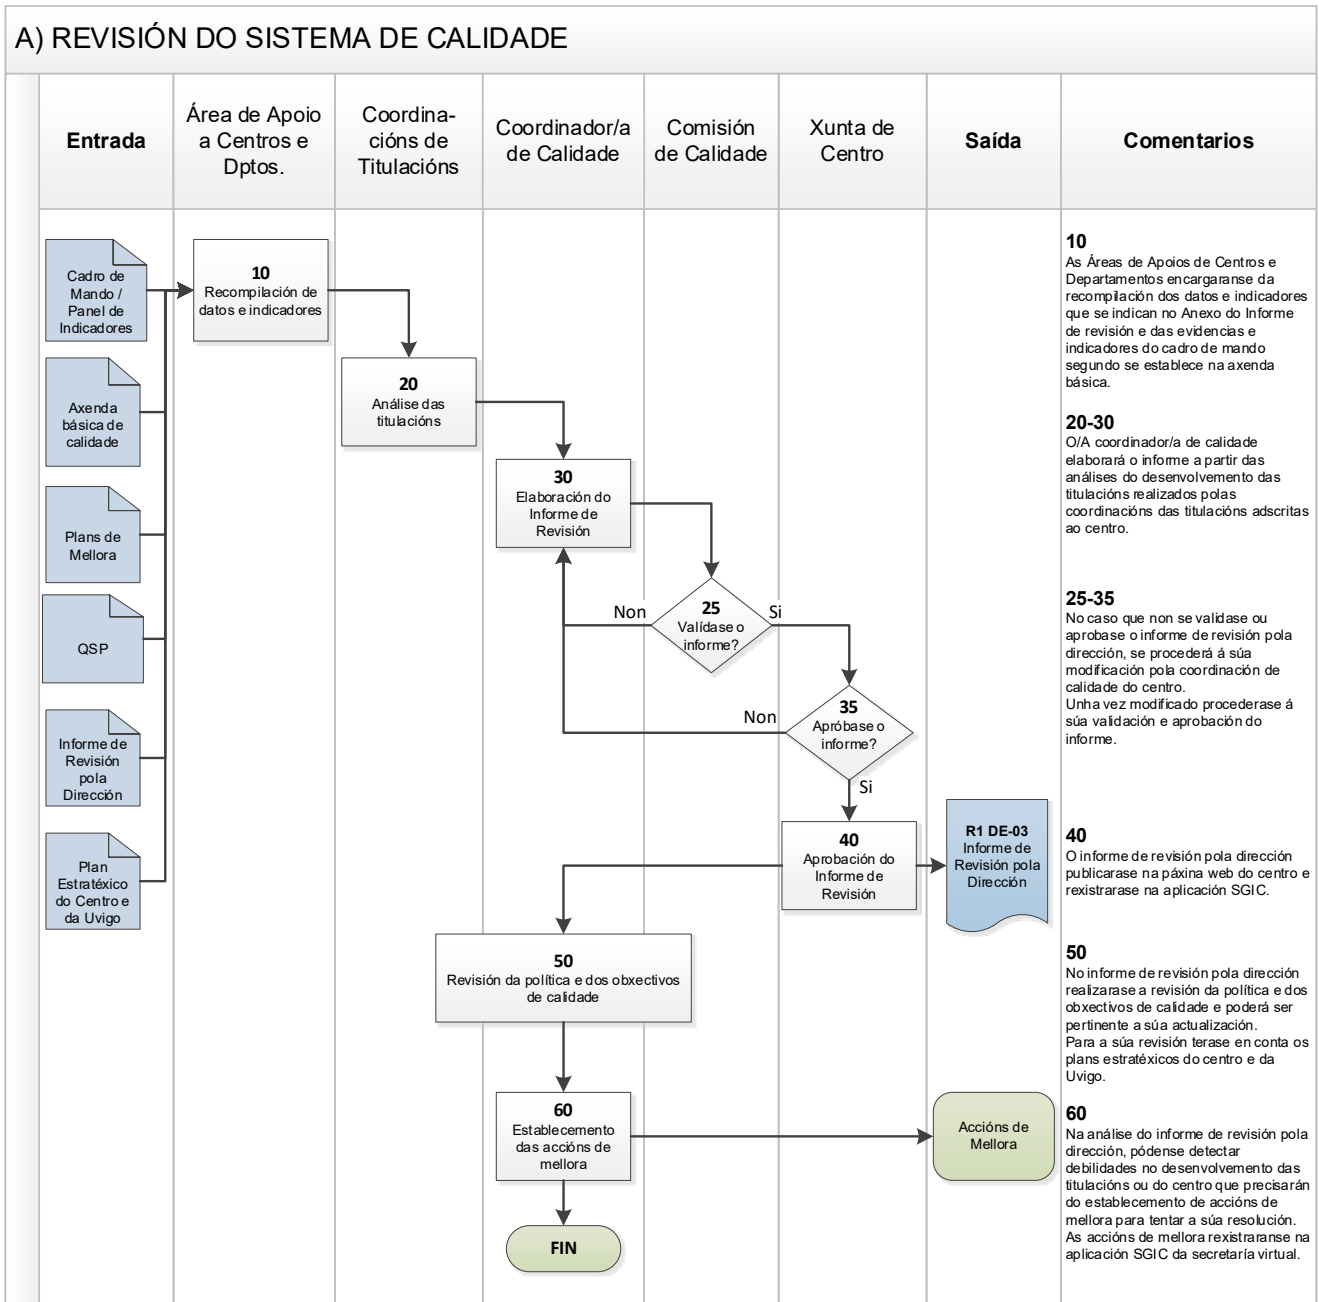 A) REVISIÓN DO SISTEMA DE CALIDADE
Entrada
Área de Apoio
a Centros e
Dptos.
Coordina-
cións de
Titulacións
Coordinador/a
de Calidade
Comisión
de Calidade
Xunta de
Centro
Saída
Comentarios
Cadro de
Mando /
Panel de
Indicadores
Axenda
básica de
calidade
Plans de
Mellora
QSP
Informe de
Revisión
pola
Dirección
Plan
Estratéxico
do Centro e
da Uvigo
10
Recompilación de
datos e indicadores
20
Análise das
titulacións
30
Elaboración do
Informe de
Revisión
25
Valídase o
informe?
Non
Si
35
Apróbase o
informe?
Non
Si
40
Aprobación do
Informe de
Revisión
R1 DE-03
Informe de
Revisión pola
Dirección
50
Revisión da política e dos obxectivos
de calidade
60
Establecemento
das accións de
mellora
Accións de
Mellora
FIN
10
As Áreas de Apoios de Centros e
Departamentos encargaranse da
recompilación dos datos e indicadores
que se indican no Anexo do Informe
de revisión e das evidencias e
indicadores do cadro de mando
segundo se establece na axenda
básica.
20-30
O/A coordinador/a de calidade
elaborará o informe a partir das
análises do desenvolvemento das
titulacións realizados polas
coordinacións das titulacións adscritas
ao centro.
25-35
No caso que non se validase ou
aprobase o informe de revisión pola
dirección, se procederá á súa
modificación pola coordinación de
calidade do centro.
Unha vez modificado procederase á
súa validación e aprobación do
informe.
40
O informe de revisión pola dirección
publicarase na páxina web do centro e
rexistrarase na aplicación SGIC.
50
No informe de revisión pola dirección
realizarase a revisión da política e dos
obxectivos de calidade e poderá ser
pertinente a súa actualización.
Para a súa revisión terase en conta os
plans estratéxicos do centro e da
Uvigo.
60
Na análise do informe de revisión pola
dirección, pódense detectar
debilidades no desenvolvemento das
titulacións ou do centro que precisarán
do establecemento de accións de
mellora para tentar a súa resolución.
As accións de mellora rexistraranse na
aplicación SGIC da secretaría virtual.